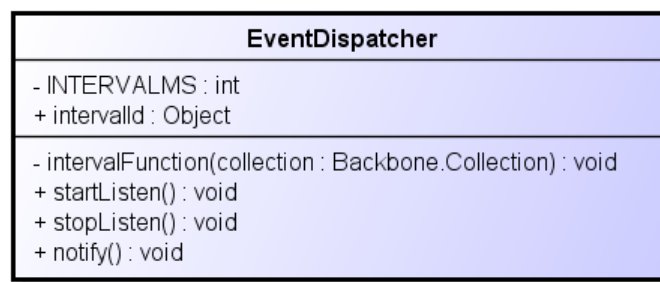 EventDispatcher
- INTERVALMS : int
+ intervalId : Object
- intervalFunction(collection : Backbone.Collection) : void
+ startListen() : void
+ stopListen() : void
+ notify() : void